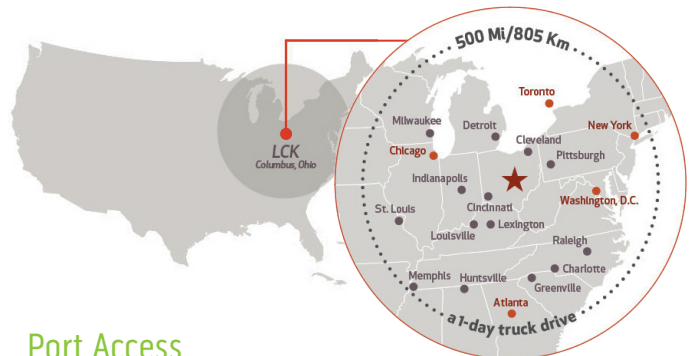 500 Mi/805 Km
Toronto
Milwaukee
Detroit
New York
Cleveland
Chicago
Pittsburgh
LCK
Columbus, Ohio
Indianapolis
Cincinnati
Washington, D.C.
St. Louis
Louisville
Lexington
Raleigh
Charlotte
Memphis
Huntsville
Greenville
Atlanta
a 1-day truck drive
Port Access